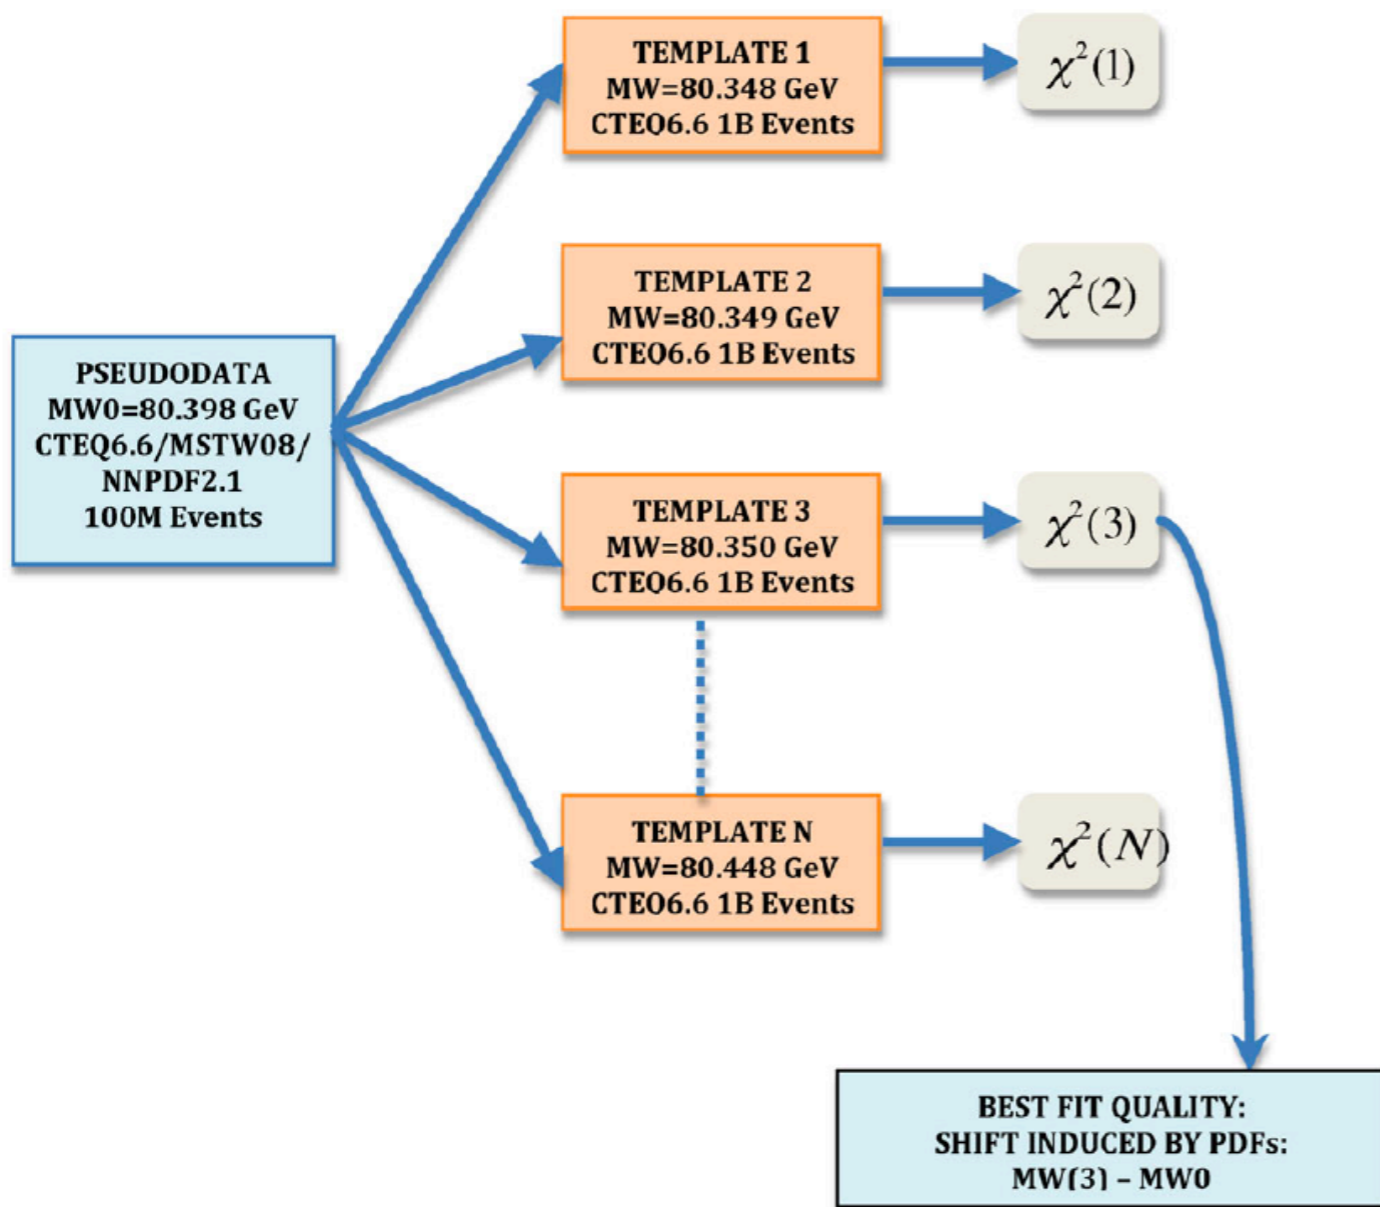 TEMPLATE 1
MW=80.348 GeV
CTEQ6.6 1B Events
χ²(1)
TEMPLATE 2
MW=80.349 GeV
CTEQ6.6 1B Events
χ²(2)
PSEUDODATA
MW0=80.398 GeV
CTEQ6.6/MSTW08/
NNPDF2.1
100M Events
TEMPLATE 3
MW=80.350 GeV
CTEQ6.6 1B Events
χ²(3)
TEMPLATE N
MW=80.448 GeV
CTEQ6.6 1B Events
χ²(N)
BEST FIT QUALITY:
SHIFT INDUCED BY PDFs:
MW(3) – MW0